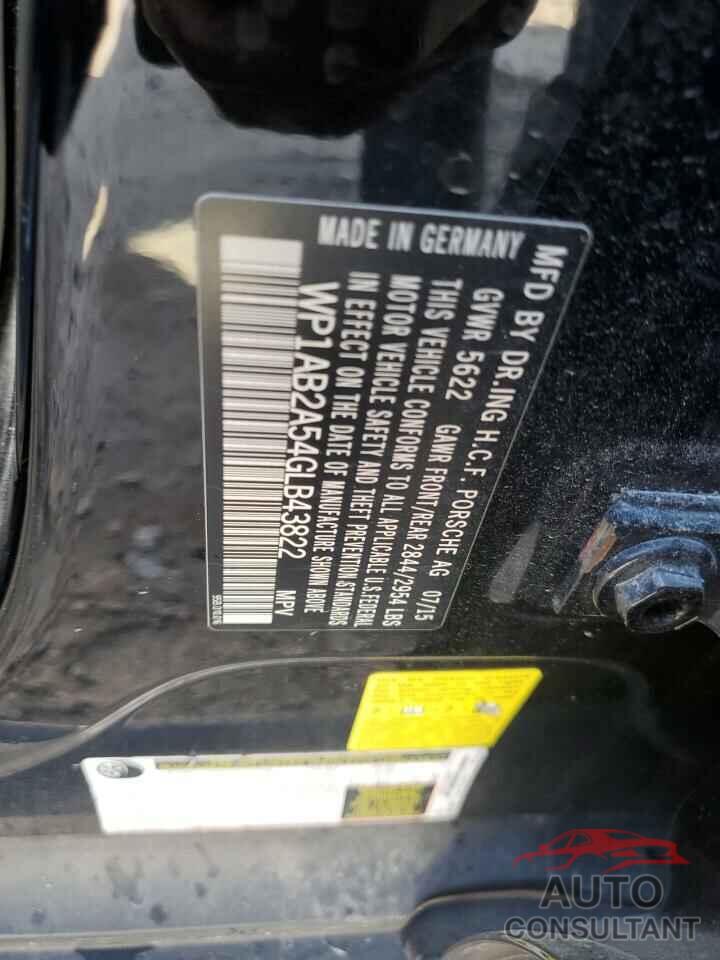 MFD BY DR.ING H.C.F. PORSCHE AG 07/15
GVWR 5622 GAWR FRONT/REAR 2844/2954 LBS
THIS VEHICLE CONFORMS TO ALL APPLICABLE U.S.FEDERAL
MOTOR VEHICLE SAFETY AND THEFT PREVENTION STANDARDS
IN EFFECT ON THE DATE OF MANUFACTURE SHOWN ABOVE
WP1AB2A54GLB43822 MPV
MADE IN GERMANY
AUTO
CONSULTANT